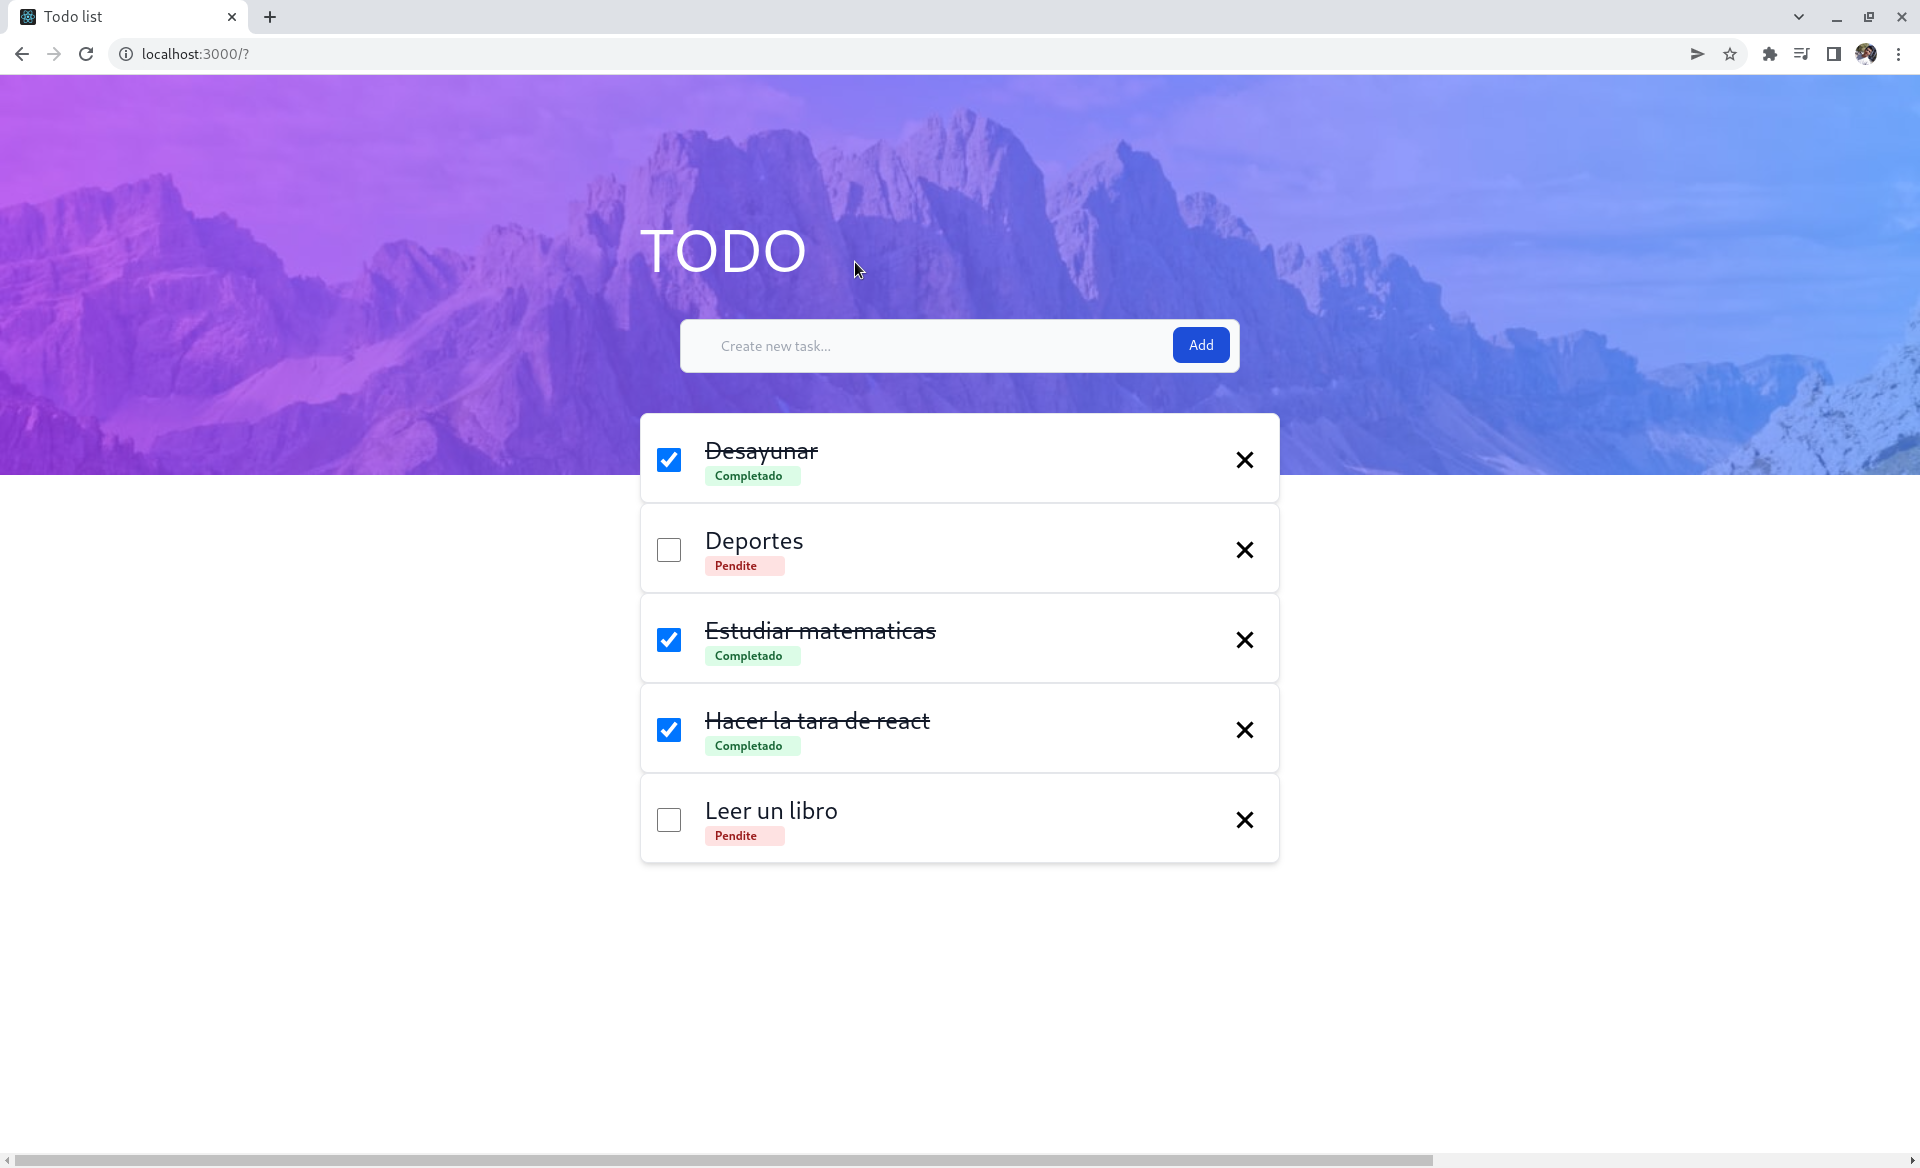 Todo list
localhost:3000/?
TODO
Create new task...
Add
Desayunar
Completado
Deportes
Pendite
Estudiar matematicas
Completado
Hacer la tara de react
Completado
Leer un libro
Pendite